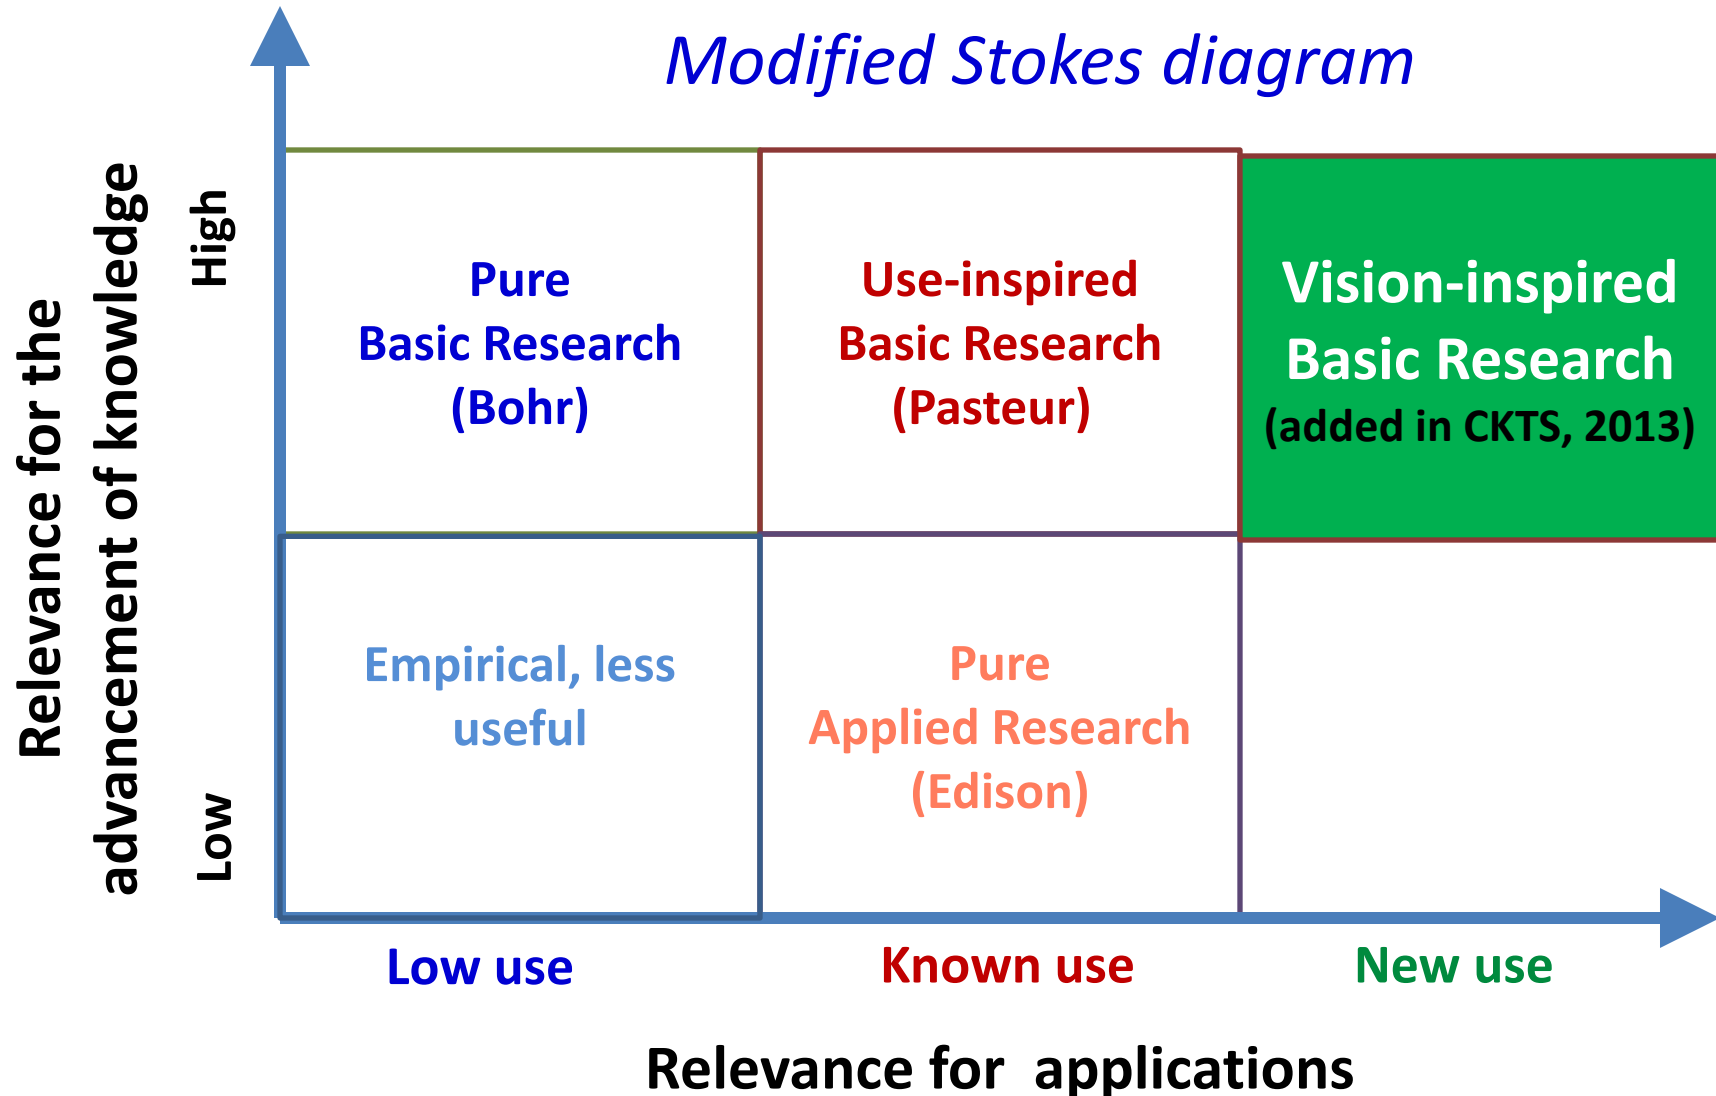 Modified Stokes diagram
Relevance for the
advancement of knowledge
High
Low
Pure
Basic Research
(Bohr)
Use-inspired
Basic Research
(Pasteur)
Vision-inspired
Basic Research
(added in CKTS, 2013)
Empirical, less
useful
Pure
Applied Research
(Edison)
Low use
Known use
New use
Relevance for  applications